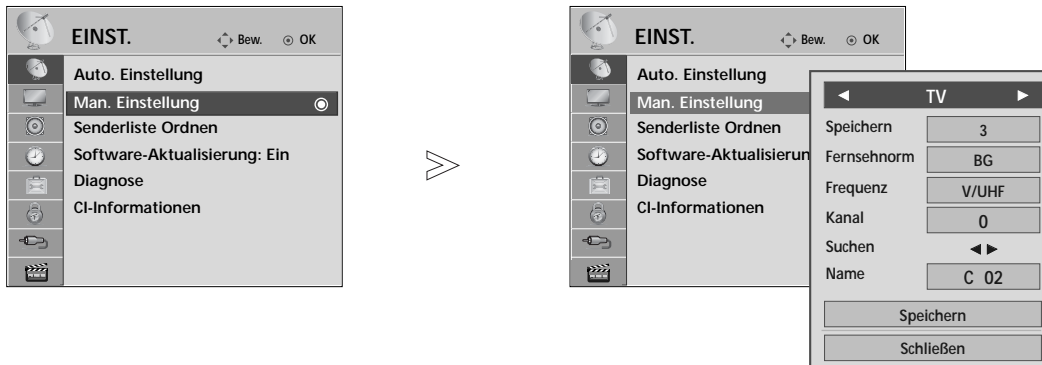 EINST. Bew. OK
Auto. Einstellung
Man. Einstellung
Senderliste Ordnen
Software-Aktualisierung: Ein
Diagnose
CI-Informationen
EINST. Bew. OK
Auto. Einstellung
Man. Einstellung
Senderliste Ordnen
Software-Aktualisierun
Diagnose
CI-Informationen
◄ TV ►
Speichern 3
Fernsehnorm BG
Frequenz V/UHF
Kanal 0
Suchen ◄►
Name C 02
Speichern
Schließen